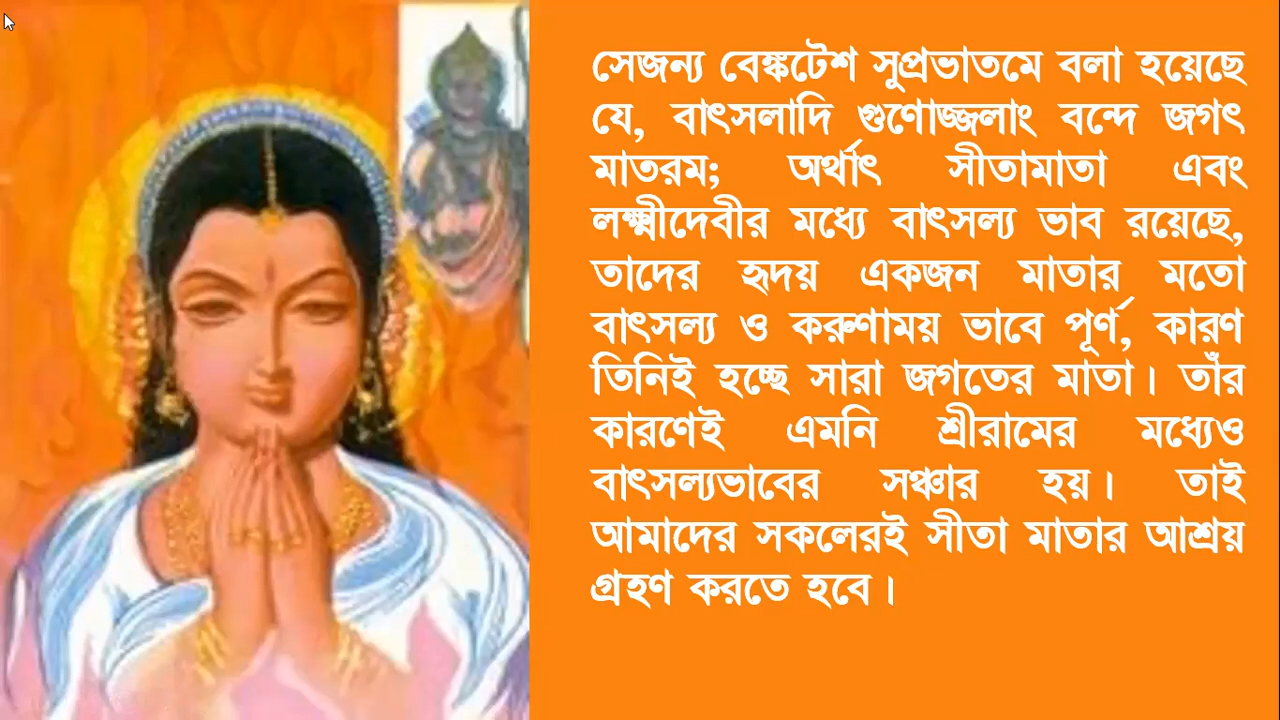 সেজন্য বেঙ্কটেশ সুপ্রভাতমে বলা হয়েছে
যে, বাৎসলাদি গুণোজ্জলাং বন্দে জগৎ
মাতরম; অর্থাৎ সীতামাতা এবং
লক্ষ্মীদেবীর মধ্যে বাৎসল্য ভাব রয়েছে,
তাদের হৃদয় একজন মাতার মতো
বাৎসল্য ও করুণাময় ভাবে পূর্ণ, কারণ
তিনিই হচ্ছে সারা জগতের মাতা। তাঁর
কারণেই এমনি শ্রীরামের মধ্যেও
বাৎসল্যভাবের সঞ্চার হয়। তাই
আমাদের সকলেরই সীতা মাতার আশ্রয়
গ্রহণ করতে হবে।